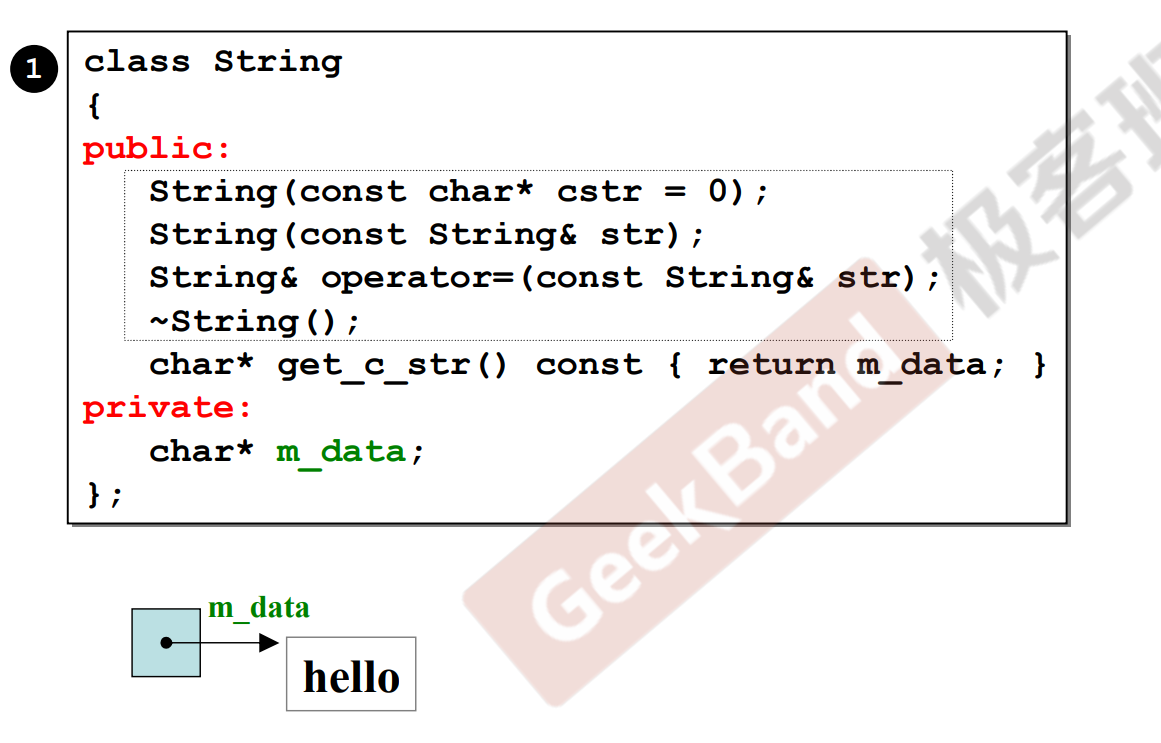 1
class String
{
public:
   String(const char* cstr = 0);
   String(const String& str);
   String& operator=(const String& str);
   ~String();
   char* get_c_str() const { return m_data; }
private:
   char* m_data;
};
m_data
hello
GeekBand
极客班